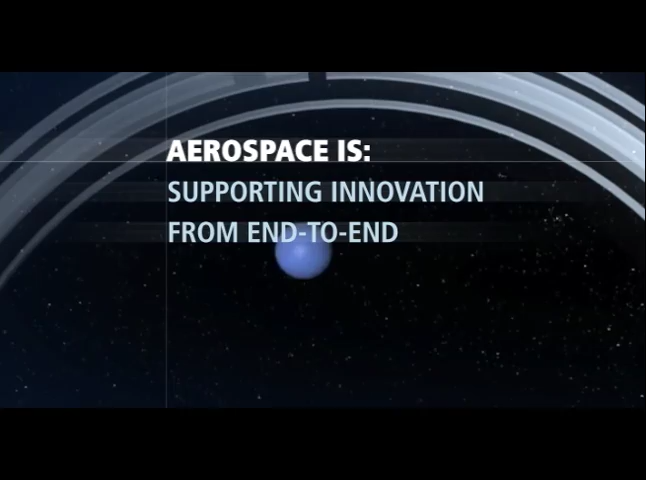 AEROSPACE IS:
SUPPORTING INNOVATION
FROM END-TO-END